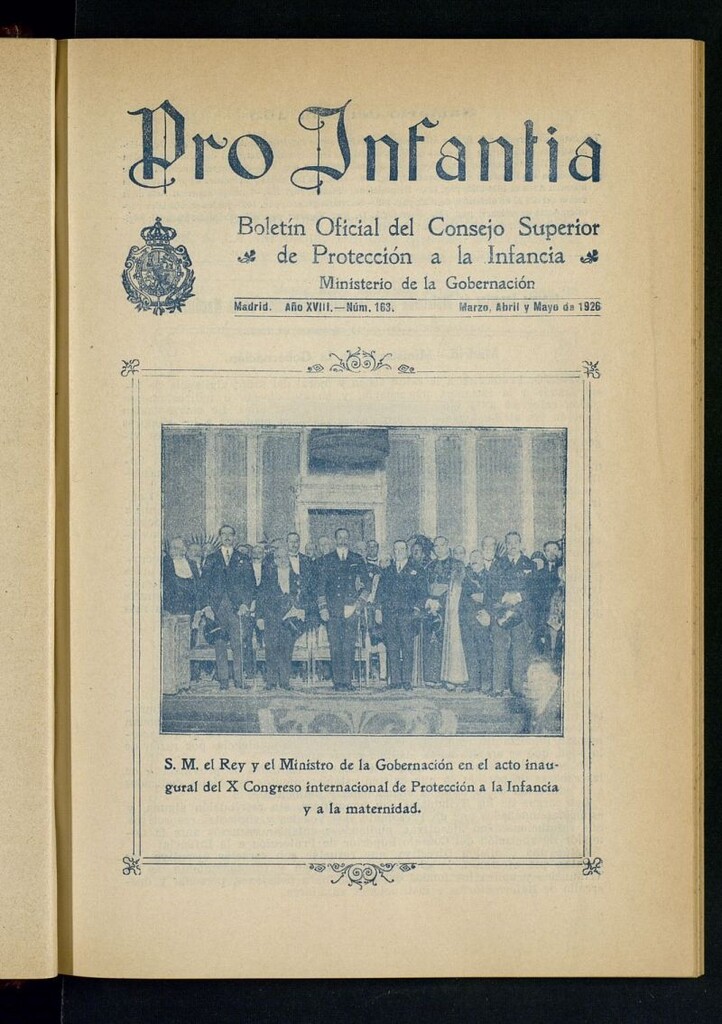 Pro Infantia
Boletín Oficial del Consejo Superior
de Protección a la Infancia
Ministerio de la Gobernación
Madrid. Año XVIII.—Núm. 163. Marzo, Abril y Mayo de 1926
S. M. el Rey y el Ministro de la Gobernación en el acto inau-
gural del X Congreso internacional de Protección a la Infancia
y a la maternidad.